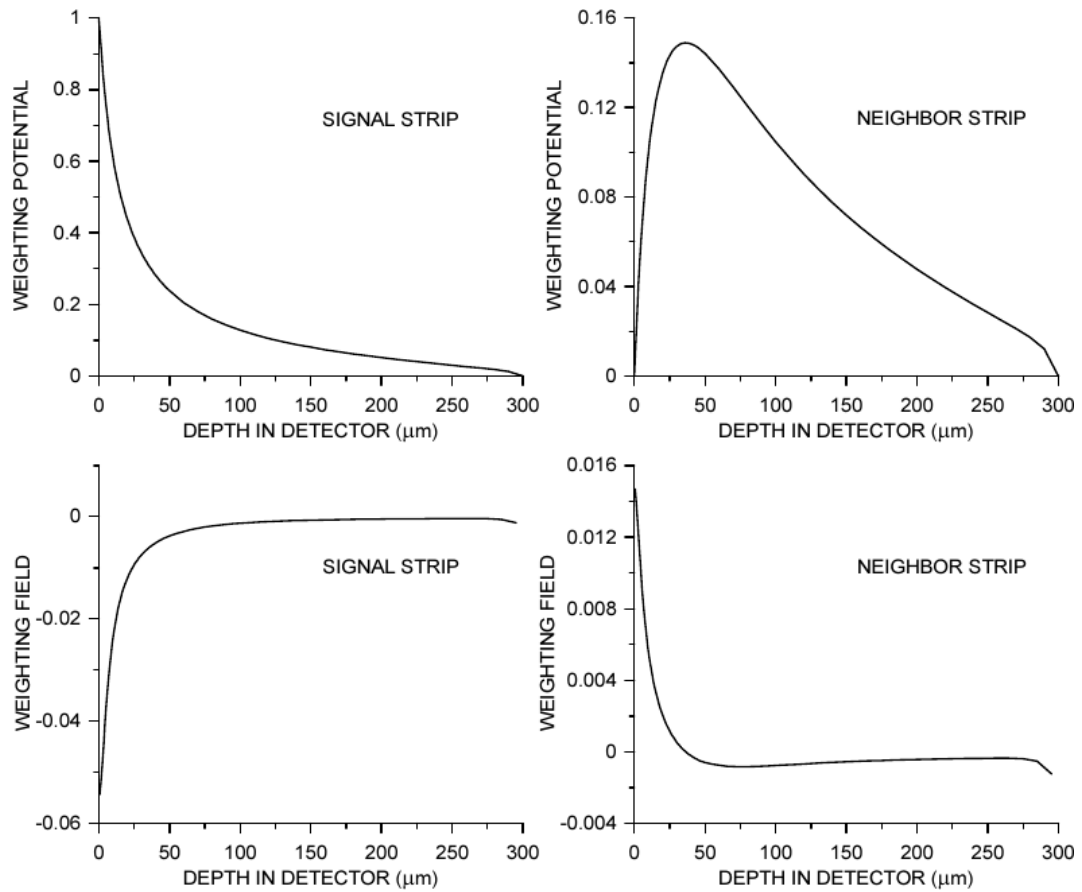 1
0.8
0.6
0.4
0.2
0
WEIGHTING POTENTIAL
SIGNAL STRIP
0 50 100 150 200 250 300
DEPTH IN DETECTOR (μm)
0.16
0.12
0.08
0.04
0
WEIGHTING POTENTIAL
NEIGHBOR STRIP
0 50 100 150 200 250 300
DEPTH IN DETECTOR (μm)
0
-0.02
-0.04
-0.06
WEIGHTING FIELD
SIGNAL STRIP
0 50 100 150 200 250 300
DEPTH IN DETECTOR (μm)
0.016
0.012
0.008
0.004
0
-0.004
WEIGHTING FIELD
NEIGHBOR STRIP
0 50 100 150 200 250 300
DEPTH IN DETECTOR (μm)